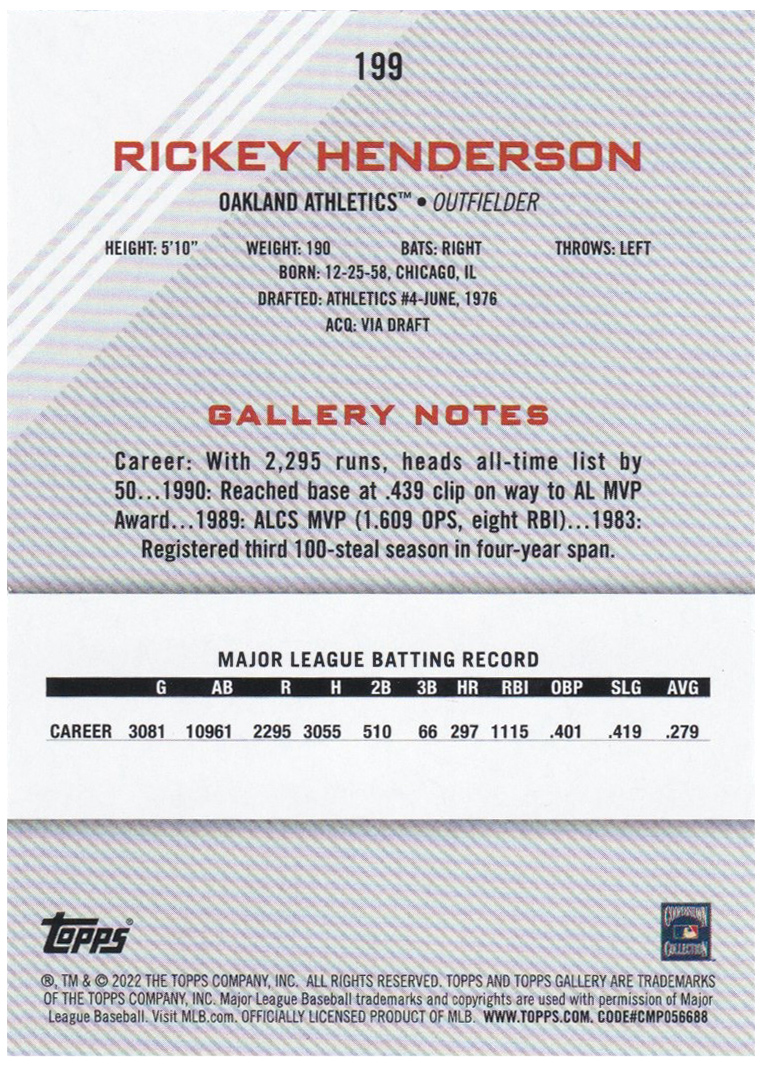 199
RICKEY HENDERSON
OAKLAND ATHLETICS™ • OUTFIELDER
HEIGHT: 5'10" WEIGHT: 190 BATS: RIGHT THROWS: LEFT
BORN: 12-25-58, CHICAGO, IL
DRAFTED: ATHLETICS #4-JUNE, 1976
ACQ: VIA DRAFT
GALLERY NOTES
Career: With 2,295 runs, heads all-time list by
50...1990: Reached base at .439 clip on way to AL MVP
Award...1989: ALCS MVP (1.609 OPS, eight RBI)...1983:
Registered third 100-steal season in four-year span.
MAJOR LEAGUE BATTING RECORD
G AB R H 2B 3B HR RBI OBP SLG AVG
CAREER 3081 10961 2295 3055 510 66 297 1115 .401 .419 .279
TOPPS®
COOPERSTOWN
COLLECTION
®, TM & © 2022 THE TOPPS COMPANY, INC. ALL RIGHTS RESERVED. TOPPS AND TOPPS GALLERY ARE TRADEMARKS
OF THE TOPPS COMPANY, INC. Major League Baseball trademarks and copyrights are used with permission of Major
League Baseball. Visit MLB.com. OFFICIALLY LICENSED PRODUCT OF MLB. WWW.TOPPS.COM. CODE#CMP056688